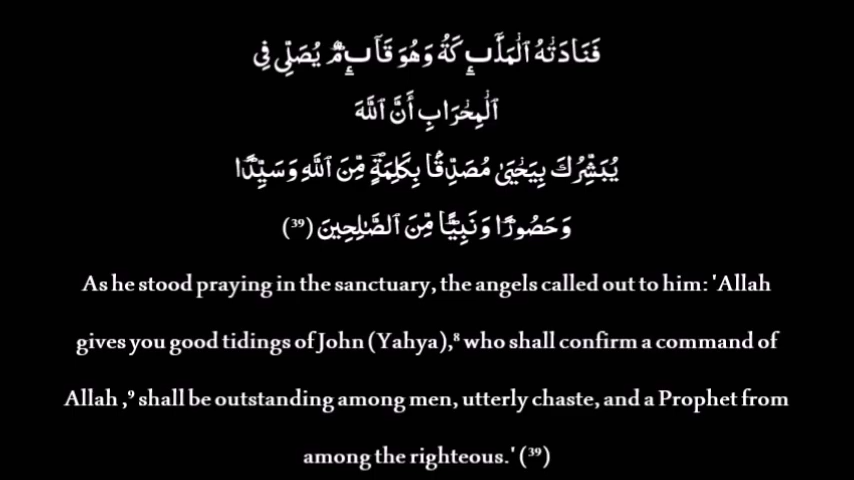 فَنَادَتْهُ ٱلْمَلَٰٓئِكَةُ وَهُوَ قَآئِمٌ يُصَلِّى فِى
ٱلْمِحْرَابِ أَنَّ ٱللَّهَ
يُبَشِّرُكَ بِيَحْيَىٰ مُصَدِّقًا بِكَلِمَةٍ مِّنَ ٱللَّهِ وَسَيِّدًا
وَحَصُورًا وَنَبِيًّا مِّنَ ٱلصَّٰلِحِينَ (³⁹)
As he stood praying in the sanctuary, the angels called out to him: 'Allah
gives you good tidings of John (Yahya),⁸ who shall confirm a command of
Allah ,⁹ shall be outstanding among men, utterly chaste, and a Prophet from
among the righteous.' (³⁹)